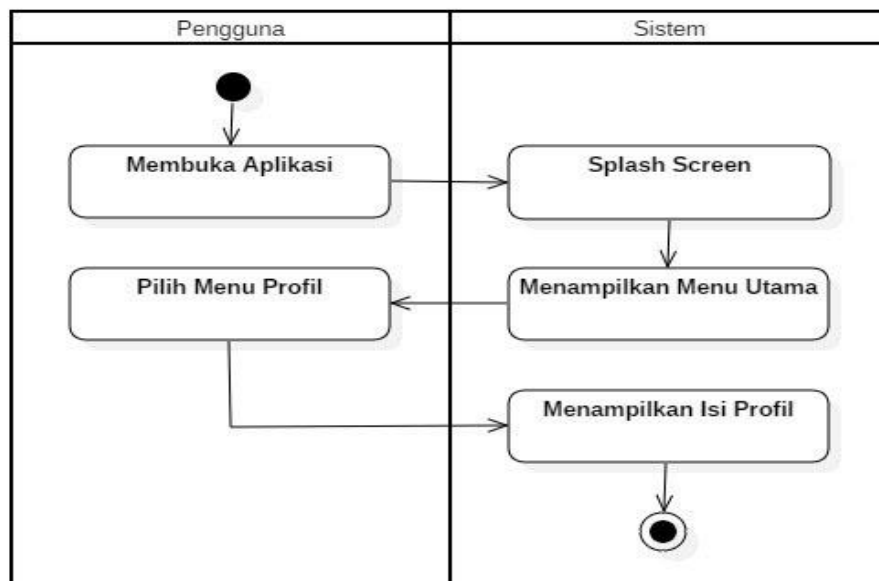 Pengguna
Sistem
Membuka Aplikasi
Splash Screen
Menampilkan Menu Utama
Pilih Menu Profil
Menampilkan Isi Profil